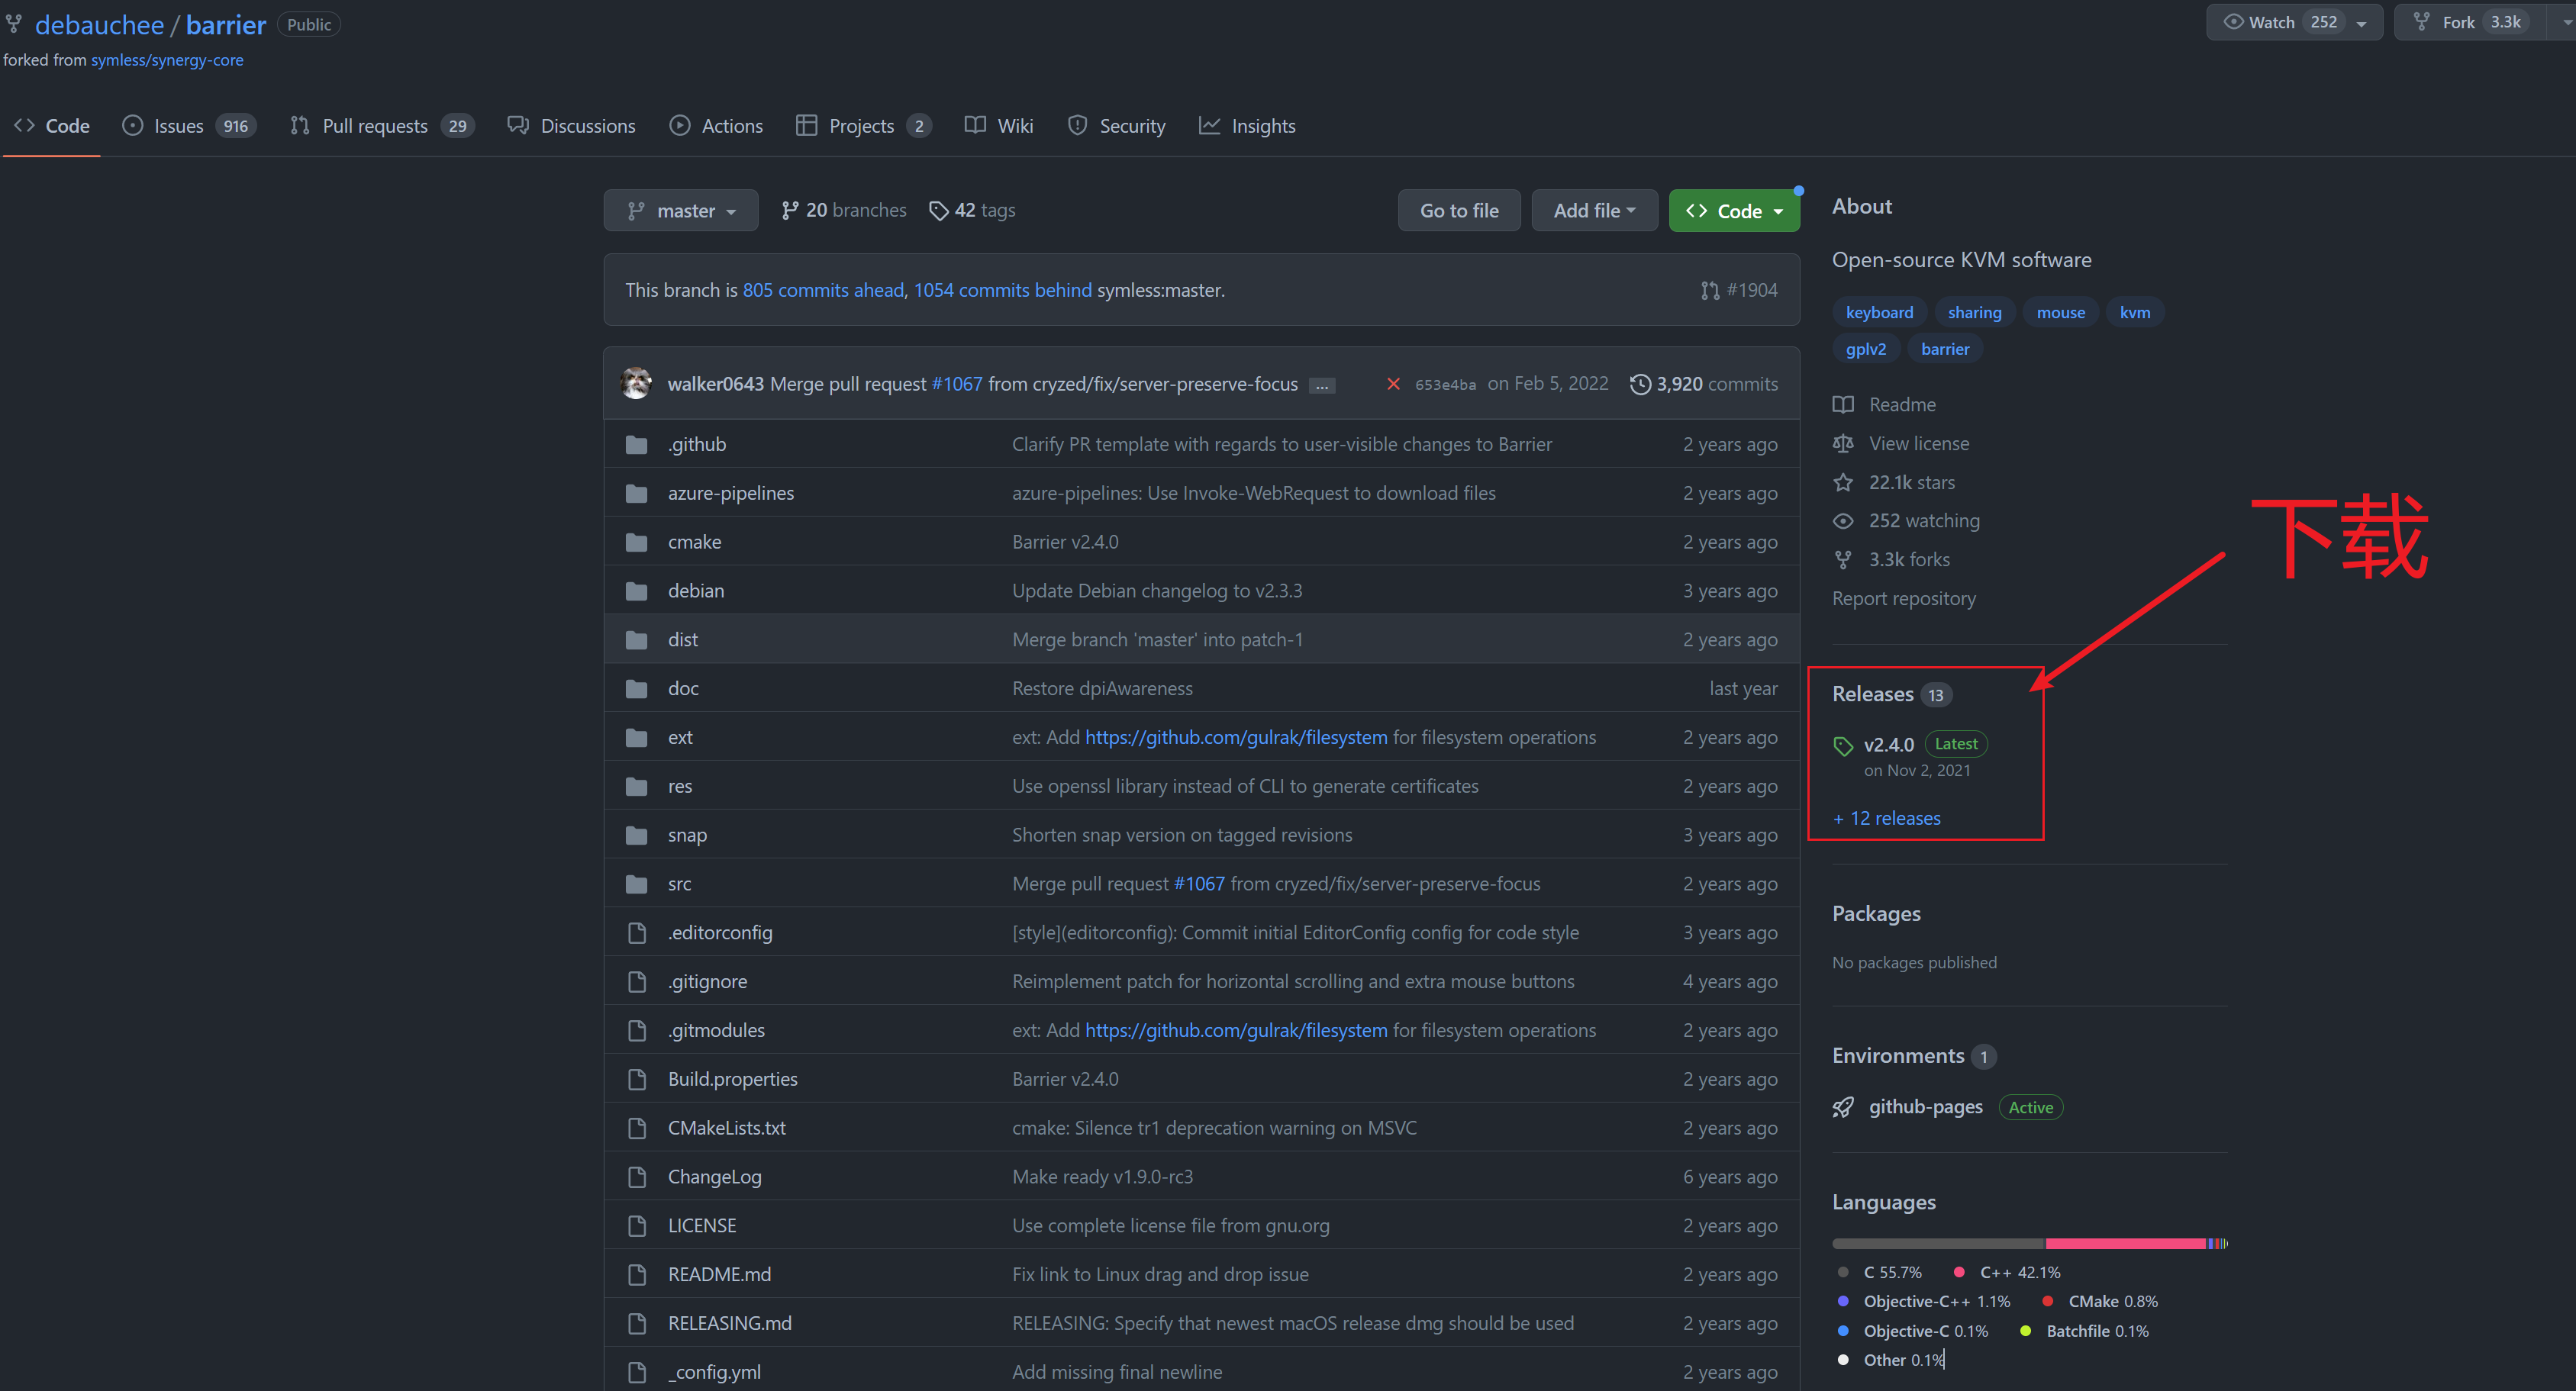 debauchee / barrier Public
Watch 252
Fork 3.3k
forked from symless/synergy-core
Code
Issues 916
Pull requests 29
Discussions
Actions
Projects 2
Wiki
Security
Insights
master
20 branches
42 tags
Go to file
Add file
Code
This branch is 805 commits ahead, 1054 commits behind symless:master.
#1904
walker0643 Merge pull request #1067 from cryzed/fix/server-preserve-focus ...
653e4ba on Feb 5, 2022
3,920 commits
.github Clarify PR template with regards to user-visible changes to Barrier 2 years ago
azure-pipelines azure-pipelines: Use Invoke-WebRequest to download files 2 years ago
cmake Barrier v2.4.0 2 years ago
debian Update Debian changelog to v2.3.3 3 years ago
dist Merge branch 'master' into patch-1 2 years ago
doc Restore dpiAwareness last year
ext ext: Add https://github.com/gulrak/filesystem for filesystem operations 2 years ago
res Use openssl library instead of CLI to generate certificates 2 years ago
snap Shorten snap version on tagged revisions 3 years ago
src Merge pull request #1067 from cryzed/fix/server-preserve-focus 2 years ago
.editorconfig [style](editorconfig): Commit initial EditorConfig config for code style 3 years ago
.gitignore Reimplement patch for horizontal scrolling and extra mouse buttons 4 years ago
.gitmodules ext: Add https://github.com/gulrak/filesystem for filesystem operations 2 years ago
Build.properties Barrier v2.4.0 2 years ago
CMakeLists.txt cmake: Silence tr1 deprecation warning on MSVC 2 years ago
ChangeLog Make ready v1.9.0-rc3 6 years ago
LICENSE Use complete license file from gnu.org 2 years ago
README.md Fix link to Linux drag and drop issue 2 years ago
RELEASING.md RELEASING: Specify that newest macOS release dmg should be used 2 years ago
_config.yml Add missing final newline 2 years ago
About
Open-source KVM software
keyboard sharing mouse kvm
gplv2 barrier
Readme
View license
22.1k stars
252 watching
3.3k forks
Report repository
下载
Releases 13
v2.4.0 Latest
on Nov 2, 2021
+ 12 releases
Packages
No packages published
Environments 1
github-pages Active
Languages
C 55.7% C++ 42.1%
Objective-C++ 1.1% CMake 0.8%
Objective-C 0.1% Batchfile 0.1%
Other 0.1%